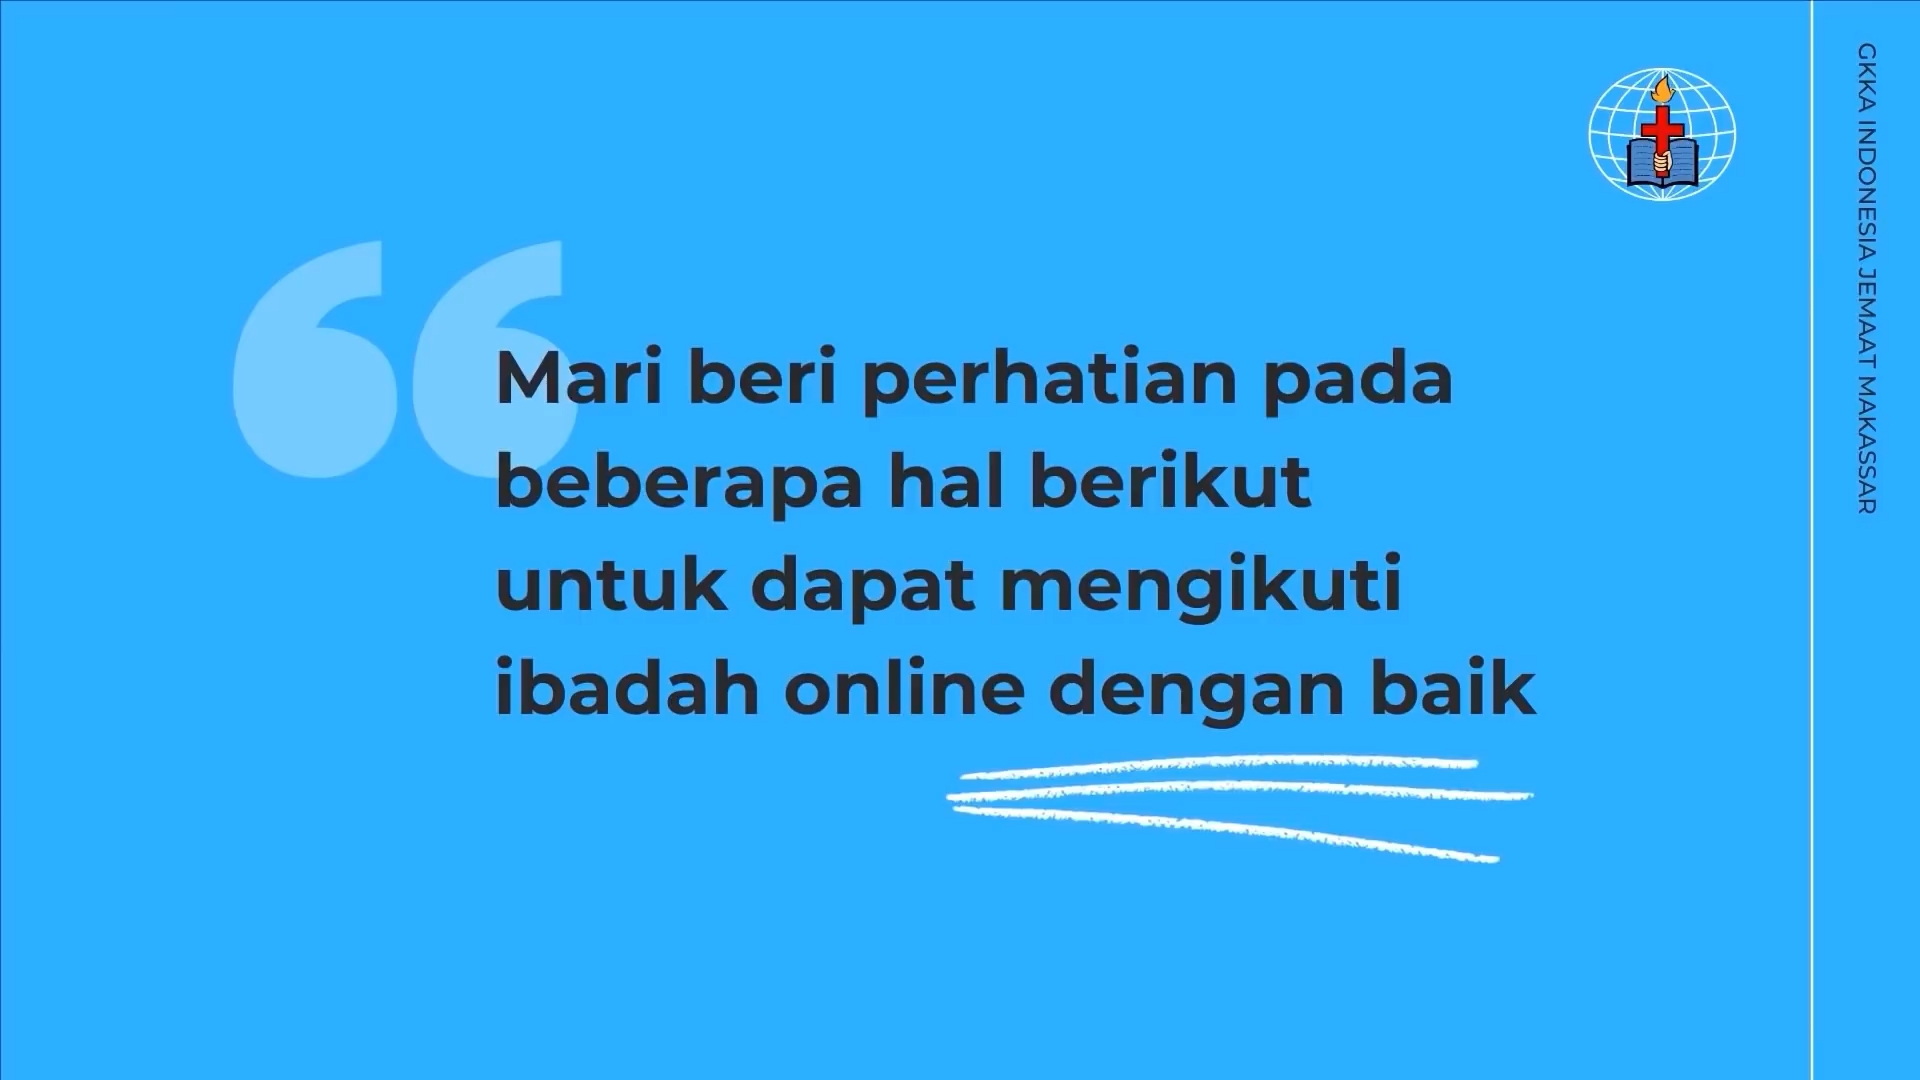 Mari beri perhatian pada
beberapa hal berikut
untuk dapat mengikuti
ibadah online dengan baik
GKKA INDONESIA JEMAAT MAKASSAR